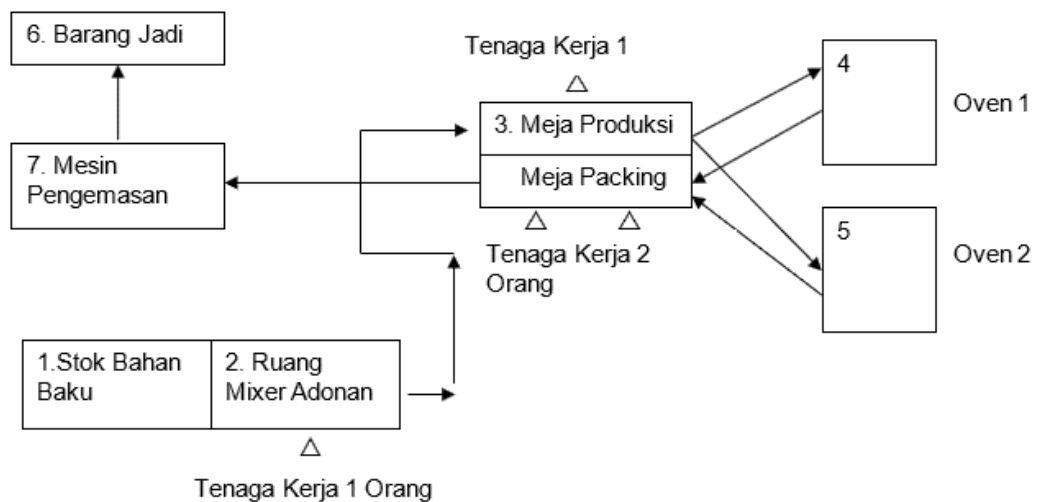 6. Barang Jadi
Tenaga Kerja 1
4
Oven 1
3. Meja Produksi
7. Mesin
Pengemasan
Meja Packing
5
Oven 2
Tenaga Kerja 2
Orang
1.Stok Bahan
Baku
2. Ruang
Mixer Adonan
Tenaga Kerja 1 Orang